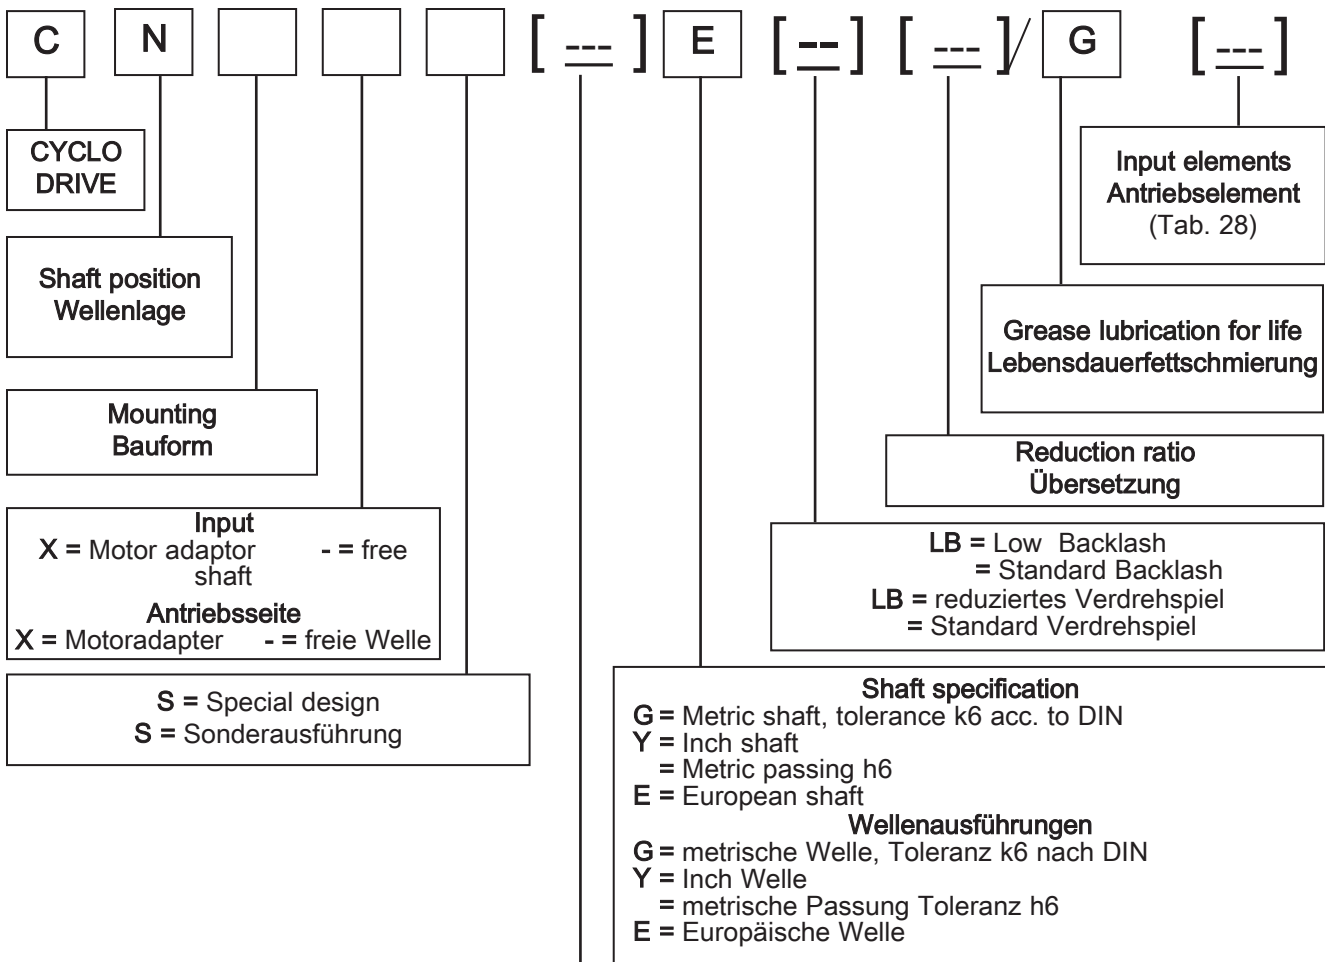 C N [ --- ] E [ -- ] [ --- ] / G [ --- ]
CYCLO
DRIVE
Input elements
Antriebselement
(Tab. 28)
Shaft position
Wellenlage
Grease lubrication for life
Lebensdauerfettschmierung
Mounting
Bauform
Reduction ratio
Übersetzung
Input
X = Motor adaptor - = free
shaft
Antriebsseite
X = Motoradapter - = freie Welle
LB = Low Backlash
= Standard Backlash
LB = reduziertes Verdrehspiel
= Standard Verdrehspiel
S = Special design
S = Sonderausführung
Shaft specification
G = Metric shaft, tolerance k6 acc. to DIN
Y = Inch shaft
= Metric passing h6
E = European shaft
Wellenausführungen
G = metrische Welle, Toleranz k6 nach DIN
Y = Inch Welle
= metrische Passung Toleranz h6
E = Europäische Welle